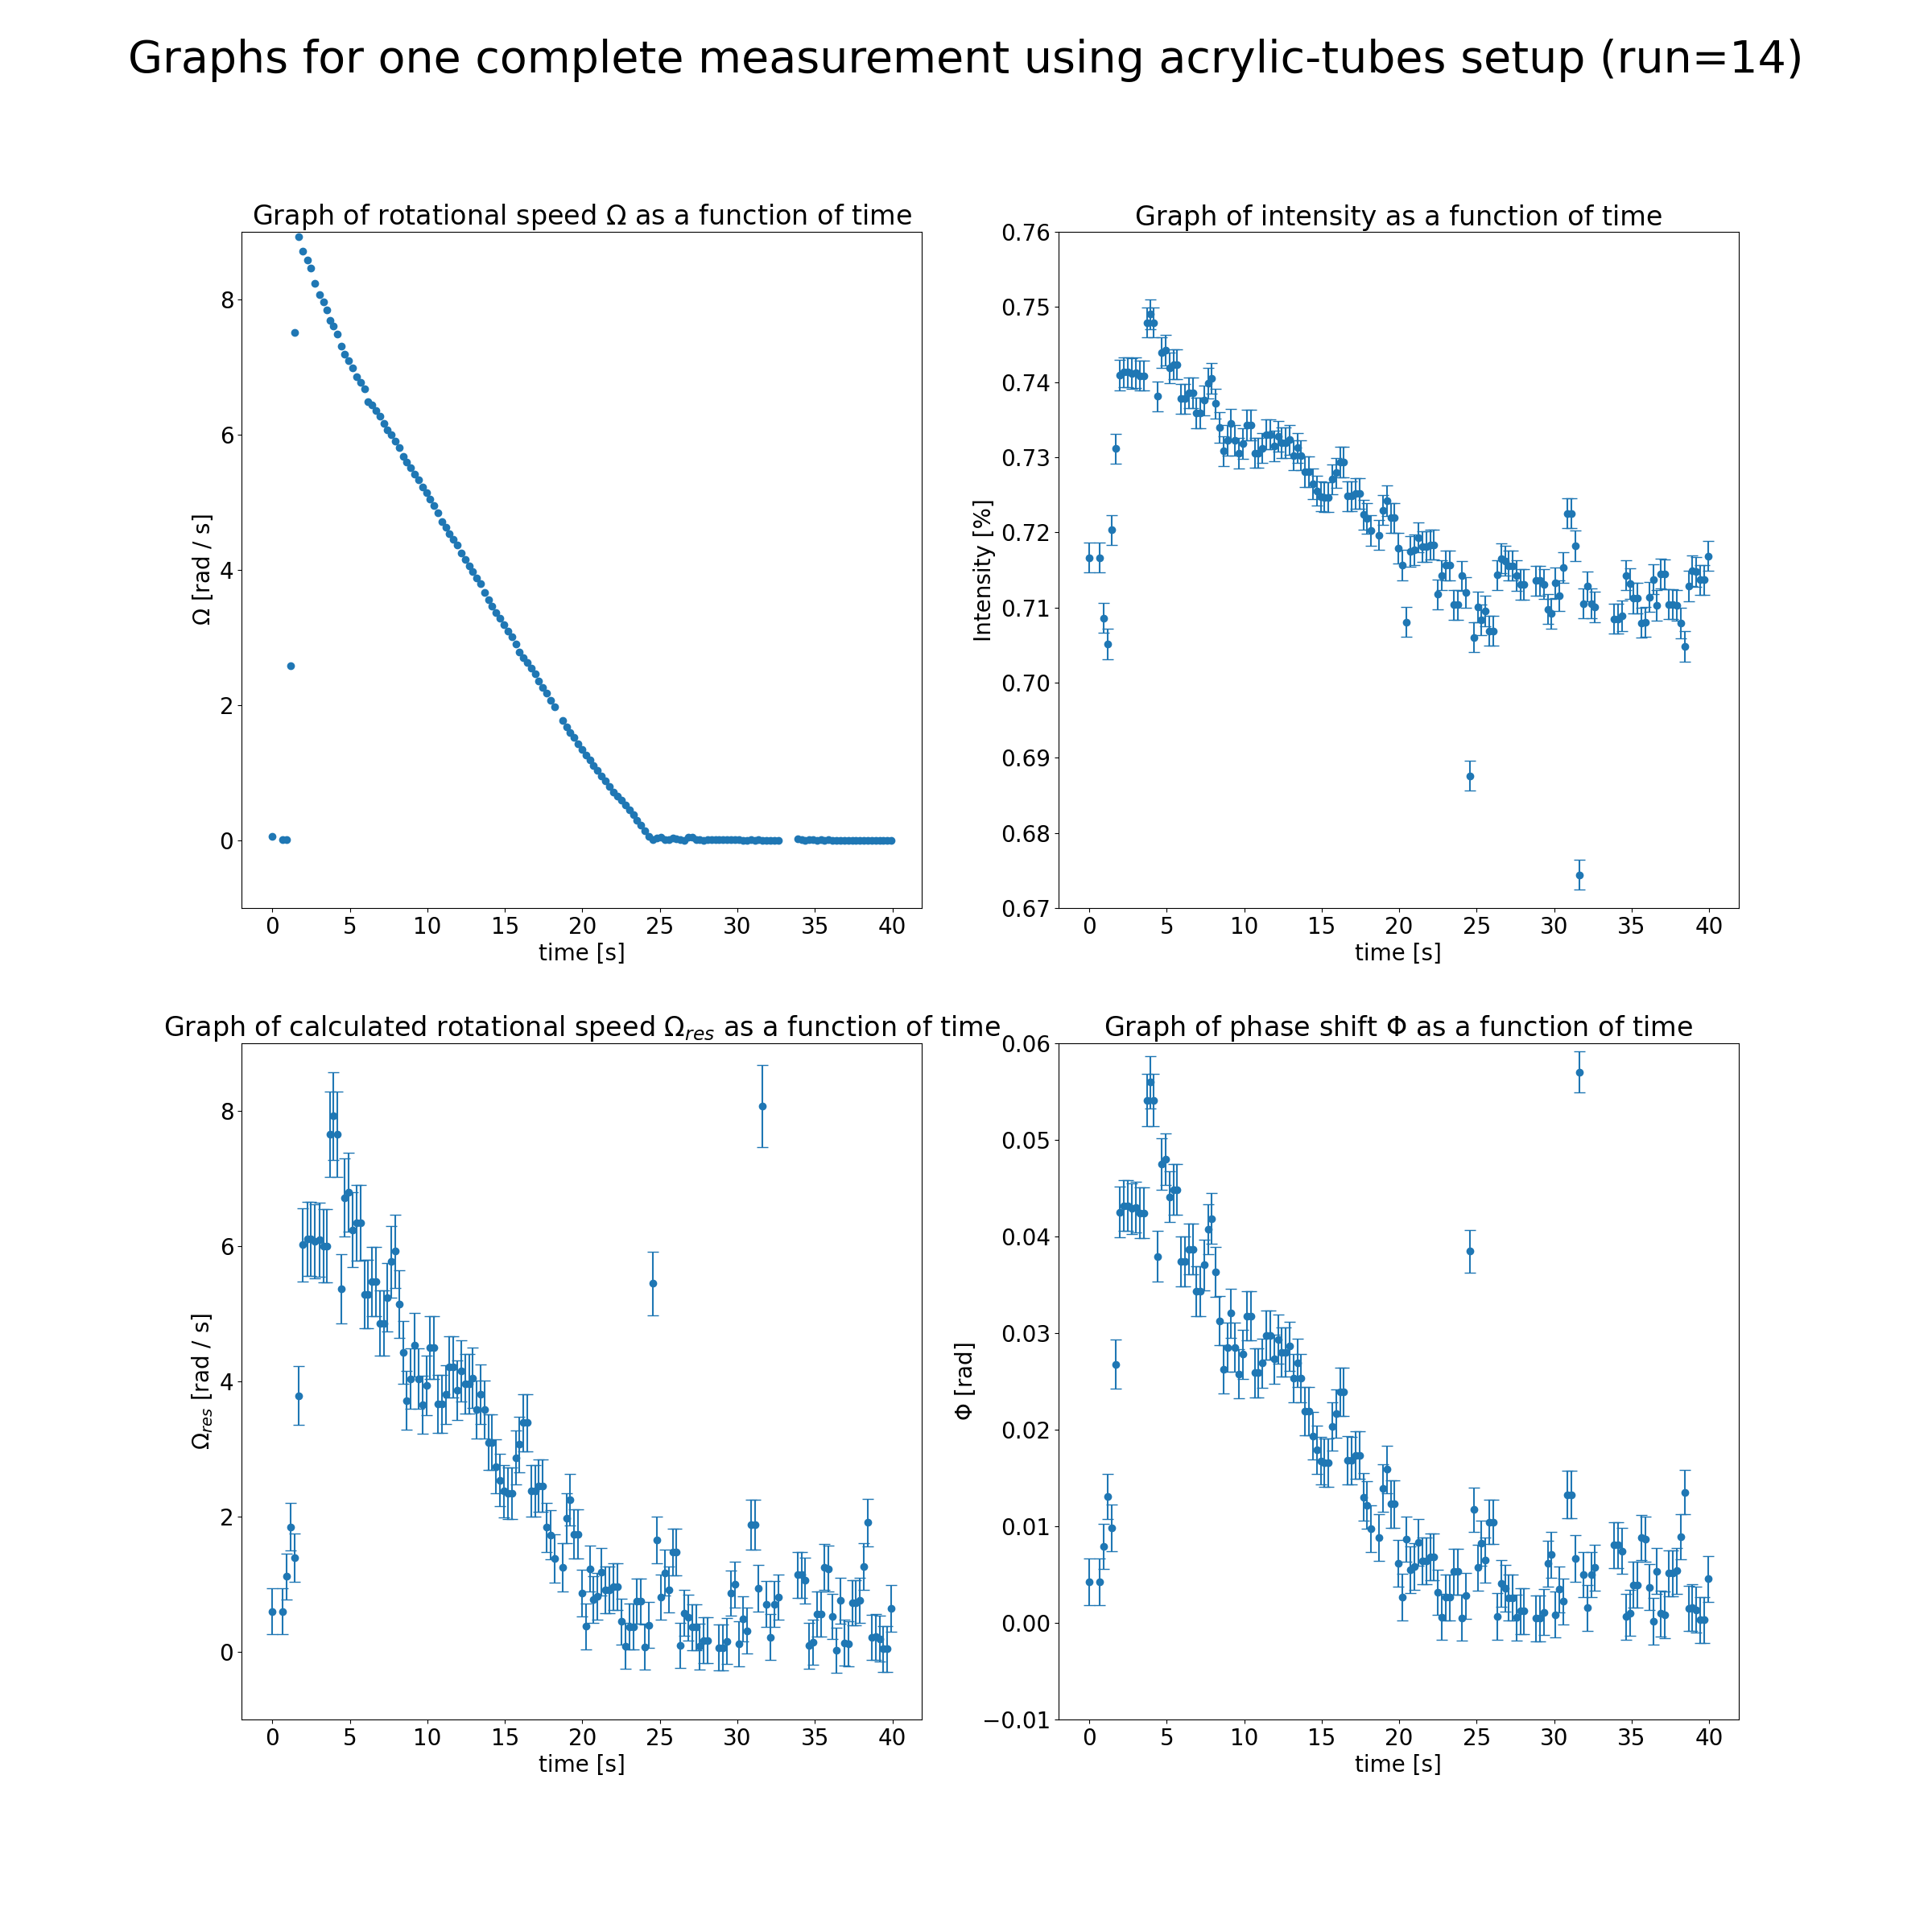 Graphs for one complete measurement using acrylic-tubes setup (run=14)
Graph of rotational speed Ω as a function of time
8
6
4
2
0
Ω [rad / s]
0 5 10 15 20 25 30 35 40
time [s]
Graph of intensity as a function of time
0.76
0.75
0.74
0.73
0.72
0.71
0.70
0.69
0.68
0.67
Intensity [%]
0 5 10 15 20 25 30 35 40
time [s]
Graph of calculated rotational speed Ωres as a function of time
8
6
4
2
0
Ωres [rad / s]
0 5 10 15 20 25 30 35 40
time [s]
Graph of phase shift Φ as a function of time
0.06
0.05
0.04
0.03
0.02
0.01
0.00
−0.01
Φ [rad]
0 5 10 15 20 25 30 35 40
time [s]